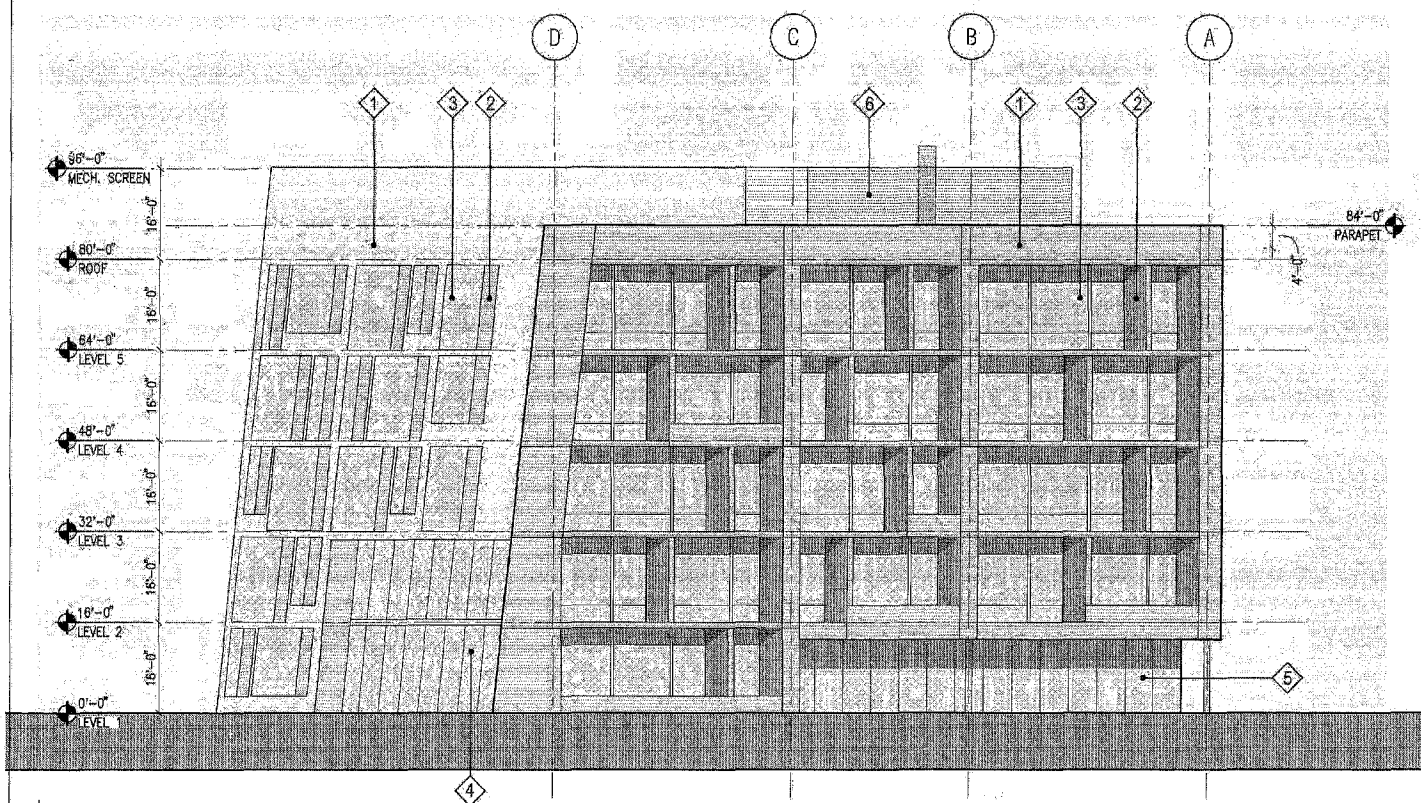 D
C
B
A
1
3
2
6
1
3
2
96'-0"
MECH. SCREEN
84'-0"
PARAPET
16'-0"
80'-0"
ROOF
4'-0"
16'-0"
64'-0"
LEVEL 5
16'-0"
48'-0"
LEVEL 4
16'-0"
32'-0"
LEVEL 3
16'-0"
16'-0"
LEVEL 2
16'-0"
5
0'-0"
LEVEL
4